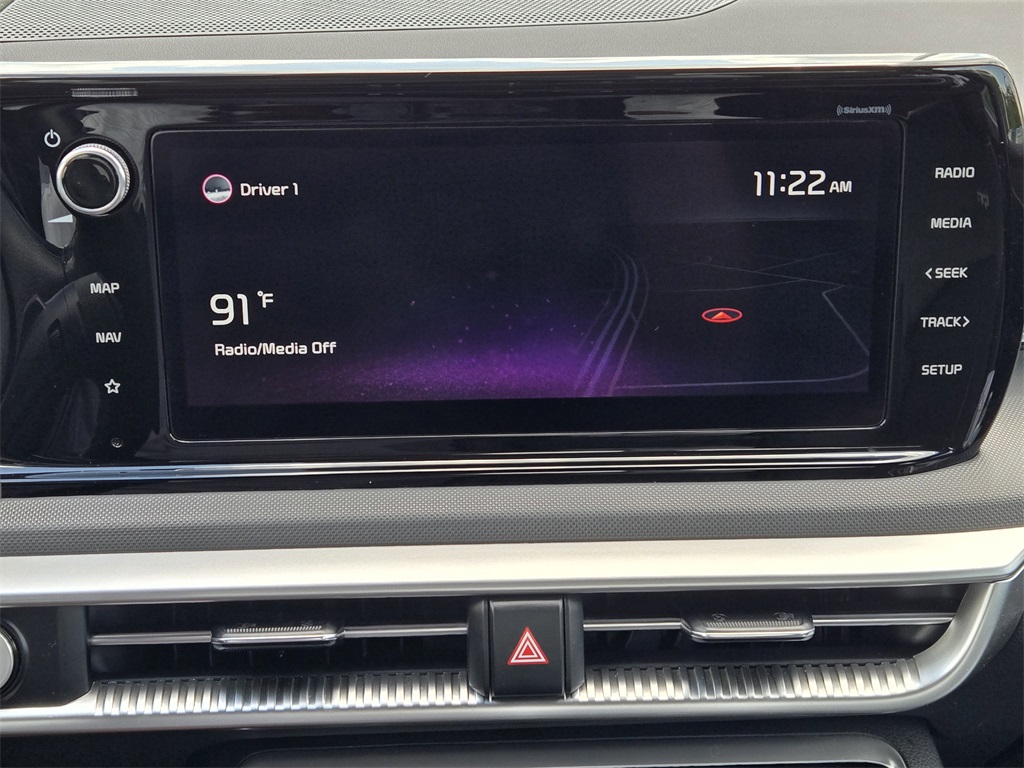 ((SiriusXM))
Driver 1
11:22 AM
RADIO
MEDIA
<SEEK
MAP
91 °F
TRACK>
NAV
Radio/Media Off
SETUP